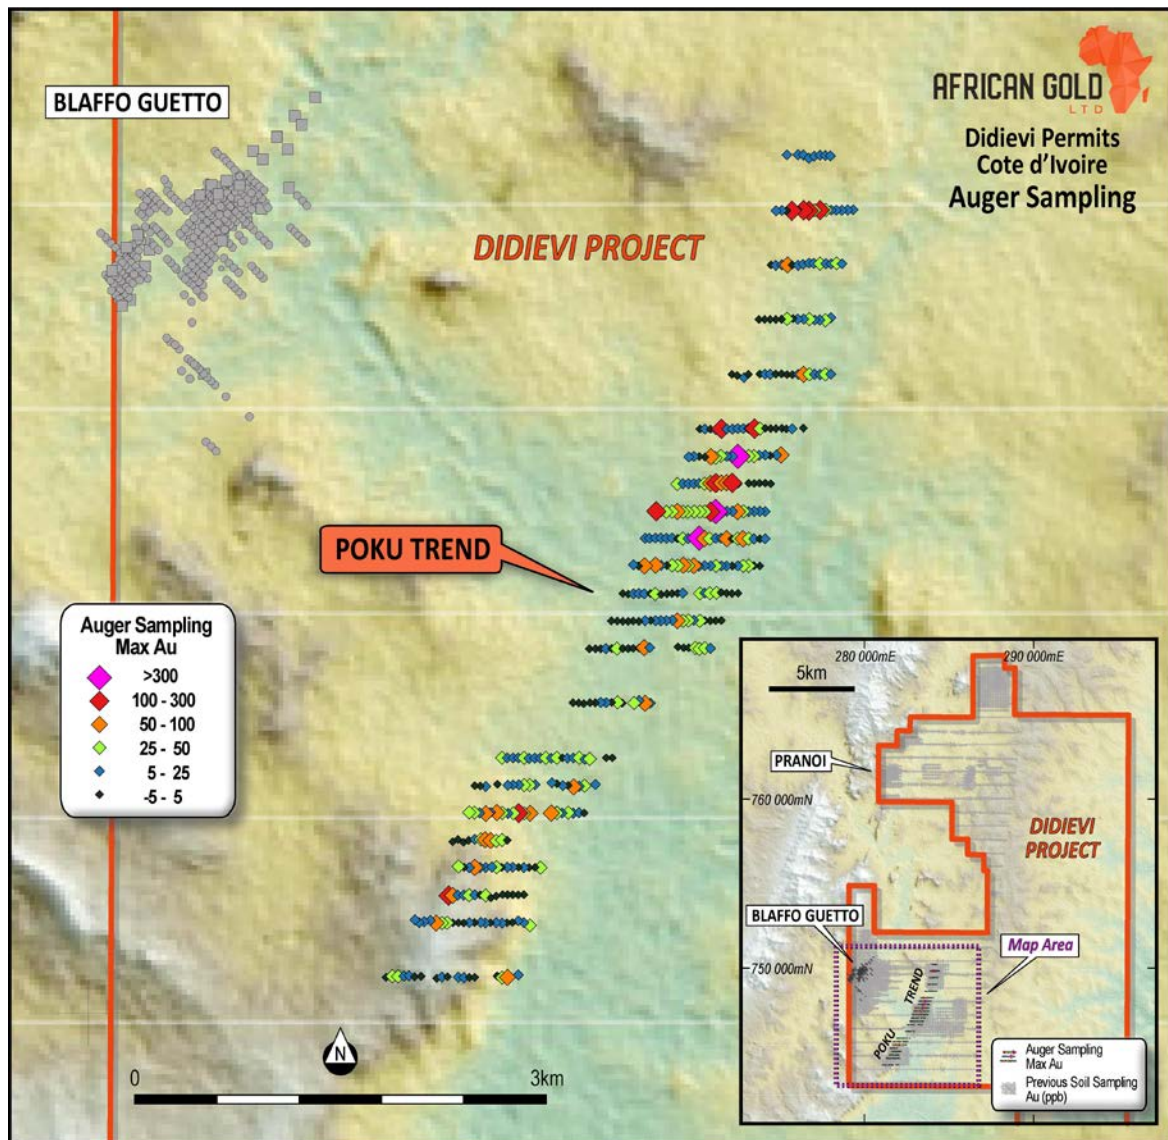 BLAFFO GUETTO
AFRICAN GOLD
LTD
Didievi Permits
Cote d'Ivoire
Auger Sampling
DIDIEVI PROJECT
POKU TREND
Auger Sampling
Max Au
>300
100 - 300
50 - 100
25 - 50
5 - 25
-5 - 5
N
0
3km
280 000mE
290 000mE
5km
PRANOI
760 000mN
DIDIEVI
PROJECT
BLAFFO GUETTO
Map Area
750 000mN
POKU TREND
Auger Sampling
Max Au
Previous Soil Sampling
Au (ppb)